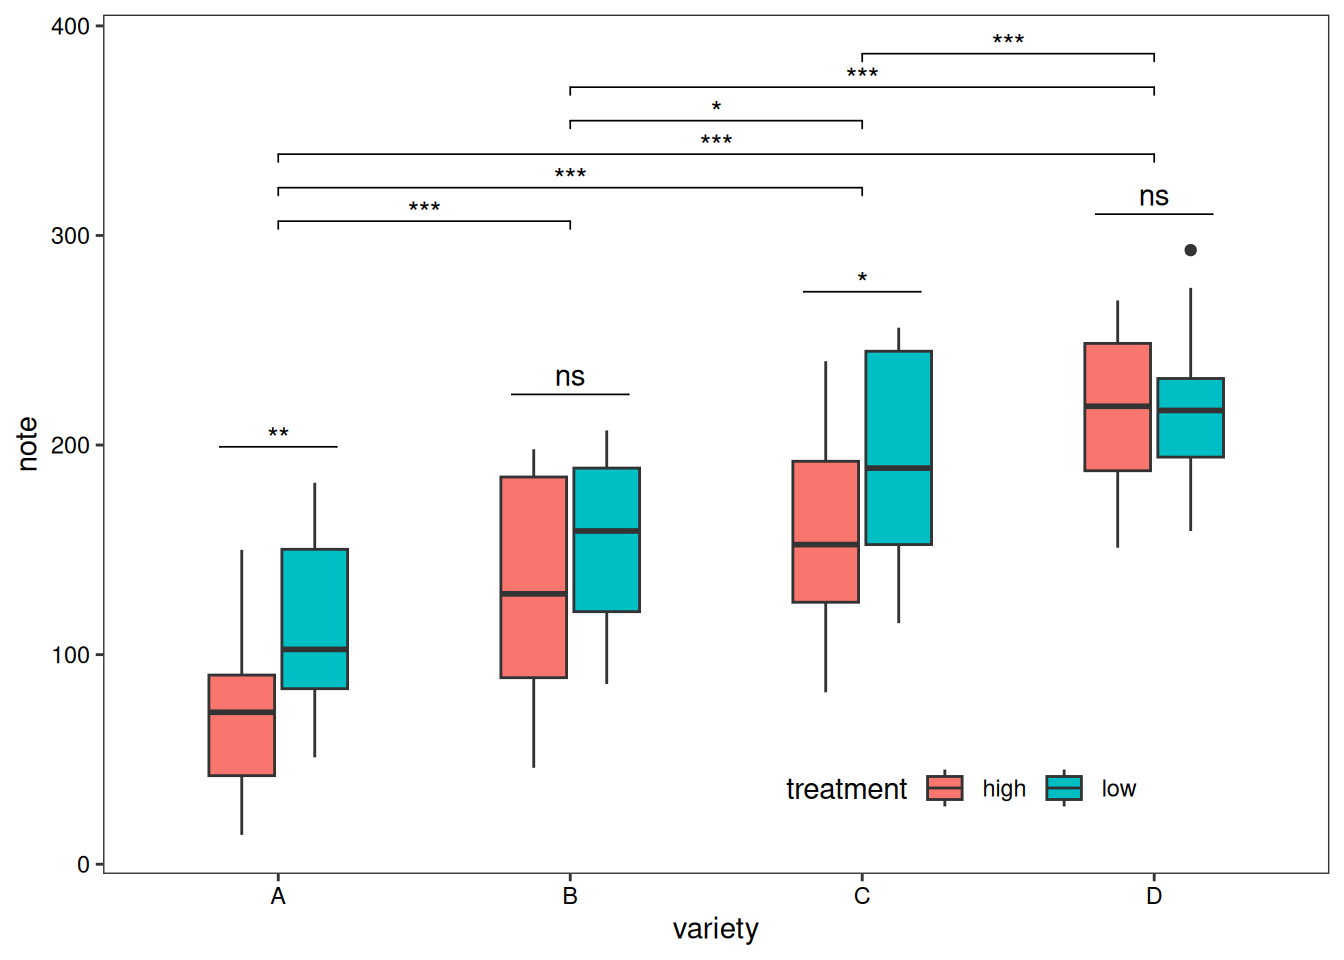 400
***
***
*
***
***
***
ns
300
*
ns
**
200
note
100
treatment high low
0
A B C D
variety